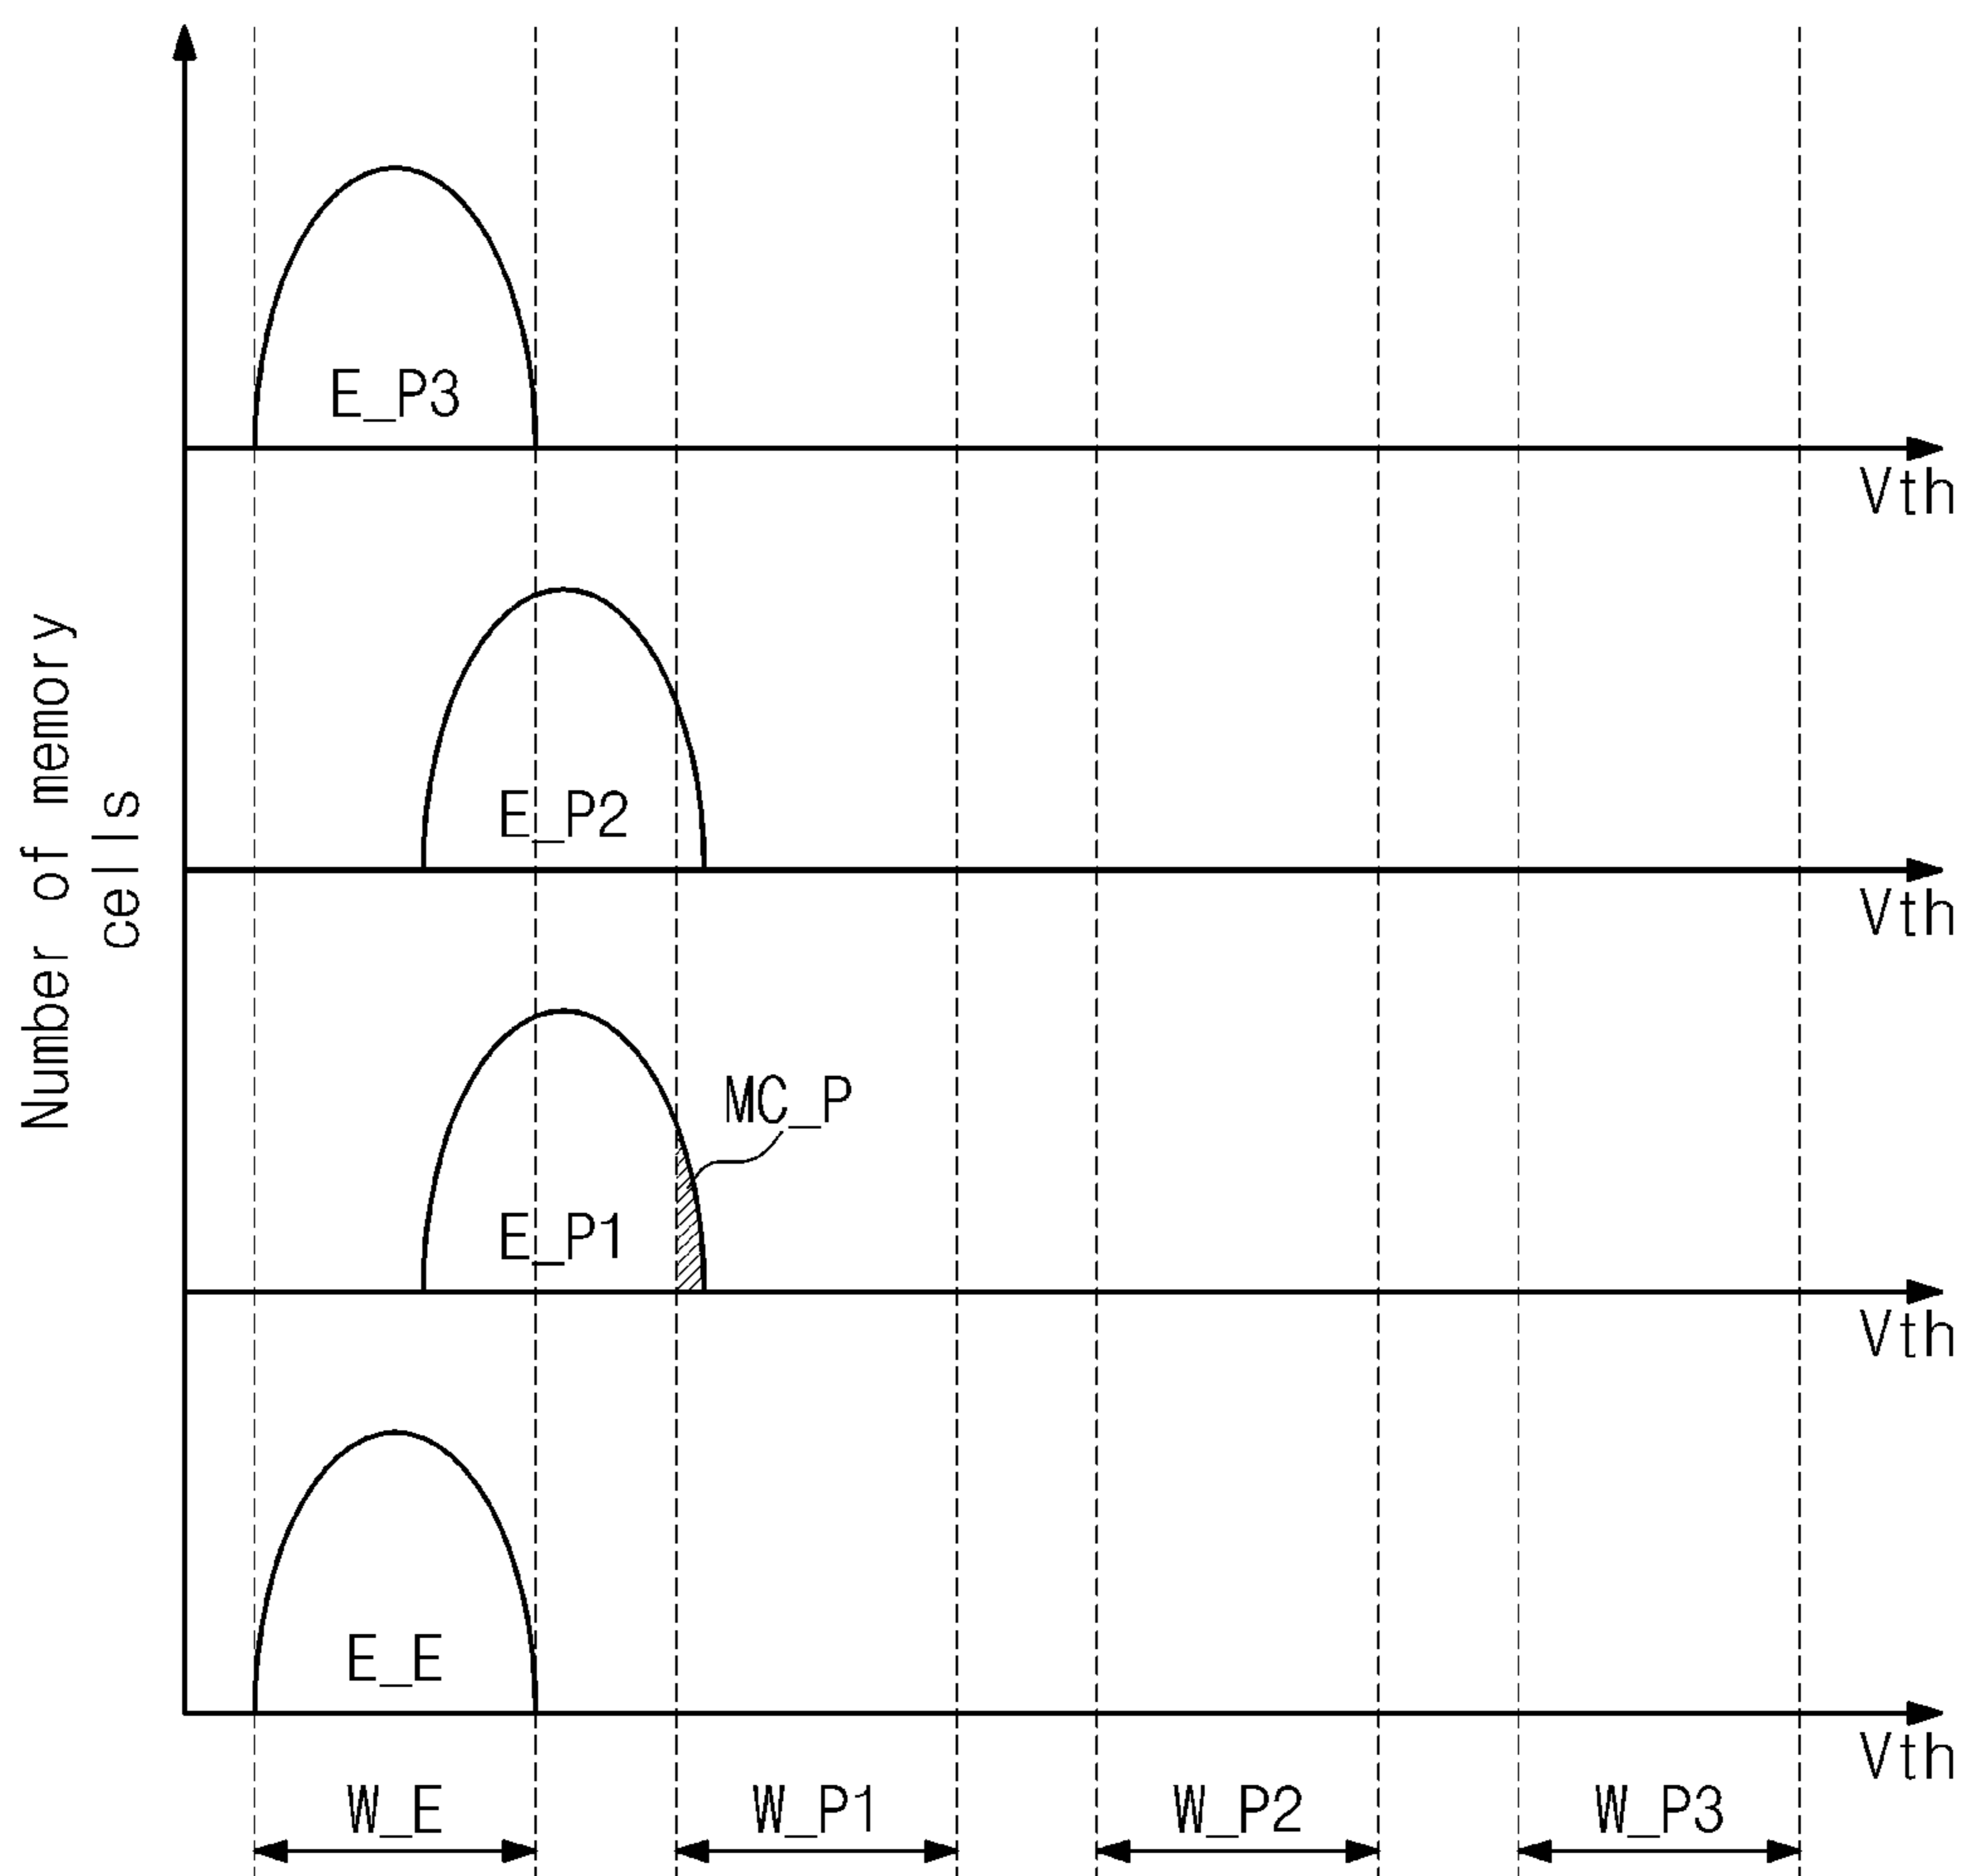 E_P3
Vth
E_P2
Vth
Number of memory
cells
MC_P
E_P1
Vth
E_E
Vth
W_E
W_P1
W_P2
W_P3